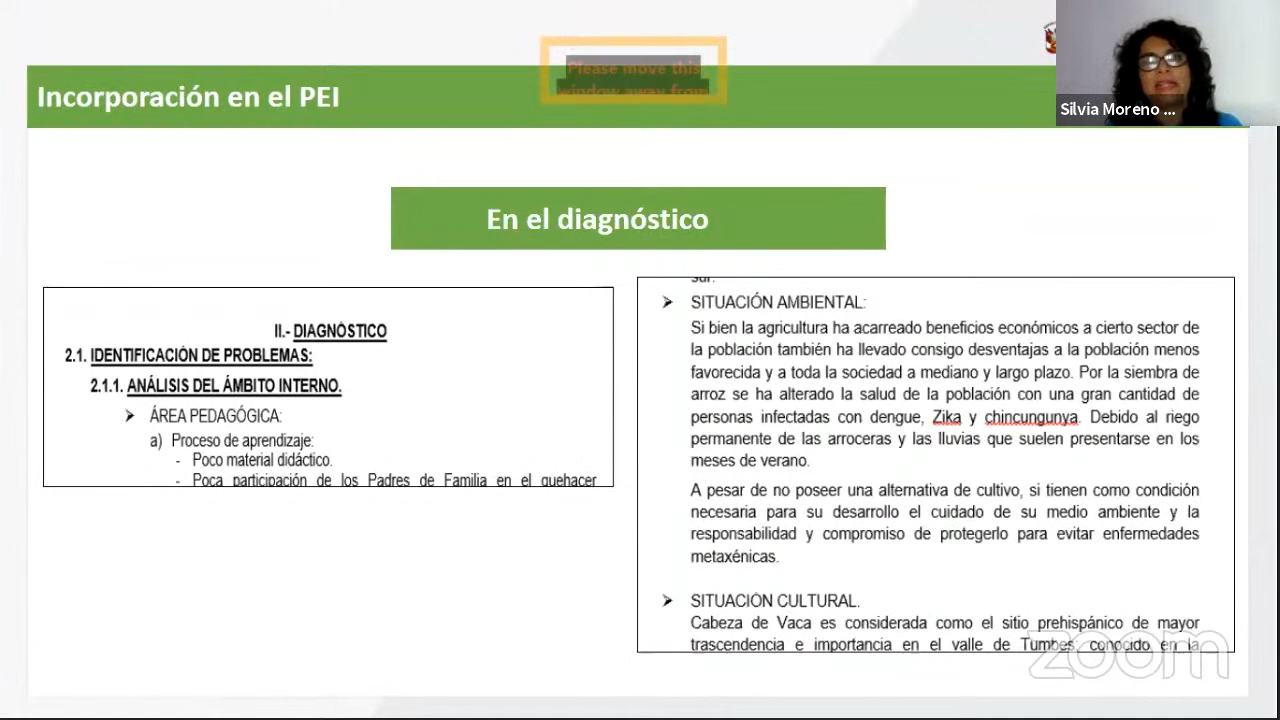 Please move this
window away from
Incorporación en el PEI
Silvia Moreno ...
En el diagnóstico
II.- DIAGNÓSTICO
2.1. IDENTIFICACIÓN DE PROBLEMAS:
2.1.1. ANÁLISIS DEL ÁMBITO INTERNO.
➤ ÁREA PEDAGÓGICA:
a) Proceso de aprendizaje:
- Poco material didáctico.
- Poca participación de los Padres de Familia en el quehacer
sur.
➤ SITUACIÓN AMBIENTAL:
Si bien la agricultura ha acarreado beneficios económicos a cierto sector de
la población también ha llevado consigo desventajas a la población menos
favorecida y a toda la sociedad a mediano y largo plazo. Por la siembra de
arroz se ha alterado la salud de la población con una gran cantidad de
personas infectadas con dengue, Zika y chincungunya. Debido al riego
permanente de las arroceras y las lluvias que suelen presentarse en los
meses de verano.
A pesar de no poseer una alternativa de cultivo, si tienen como condición
necesaria para su desarrollo el cuidado de su medio ambiente y la
responsabilidad y compromiso de protegerlo para evitar enfermedades
metaxénicas.
➤ SITUACIÓN CULTURAL.
Cabeza de Vaca es considerada como el sitio prehispánico de mayor
trascendencia e importancia en el valle de Tumbes, conocido en la
zoom